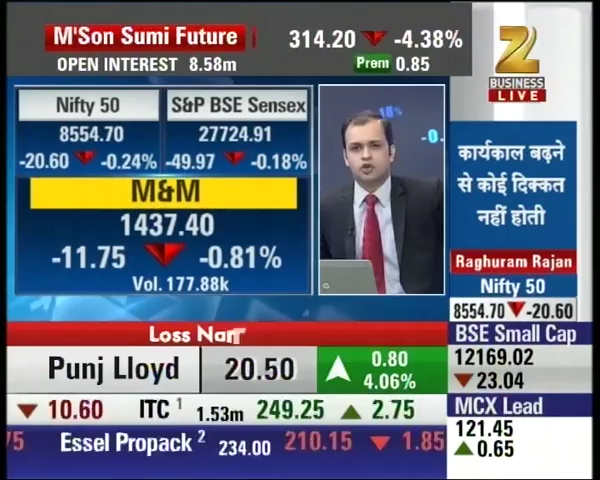 M'Son Sumi Future
314.20 -4.38%
OPEN INTEREST 8.58m
Prem 0.85
Z
BUSINESS
LIVE
Nifty 50
8554.70
-20.60 -0.24%
S&P BSE Sensex
27724.91
-49.97 -0.18%
M&M
1437.40
-11.75 -0.81%
Vol. 177.88k
18%
-0.
कार्यकाल बढ़ने
से कोई दिक्कत
नहीं होती
Raghuram Rajan
Nifty 50
8554.70 -20.60
Loss Narr
BSE Small Cap
12169.02
23.04
Punj Lloyd 20.50 0.80
4.06%
10.60 ITC 1 1.53m 249.25 2.75
MCX Lead
121.45
0.65
75 Essel Propack 2 234.00 210.15 1.85